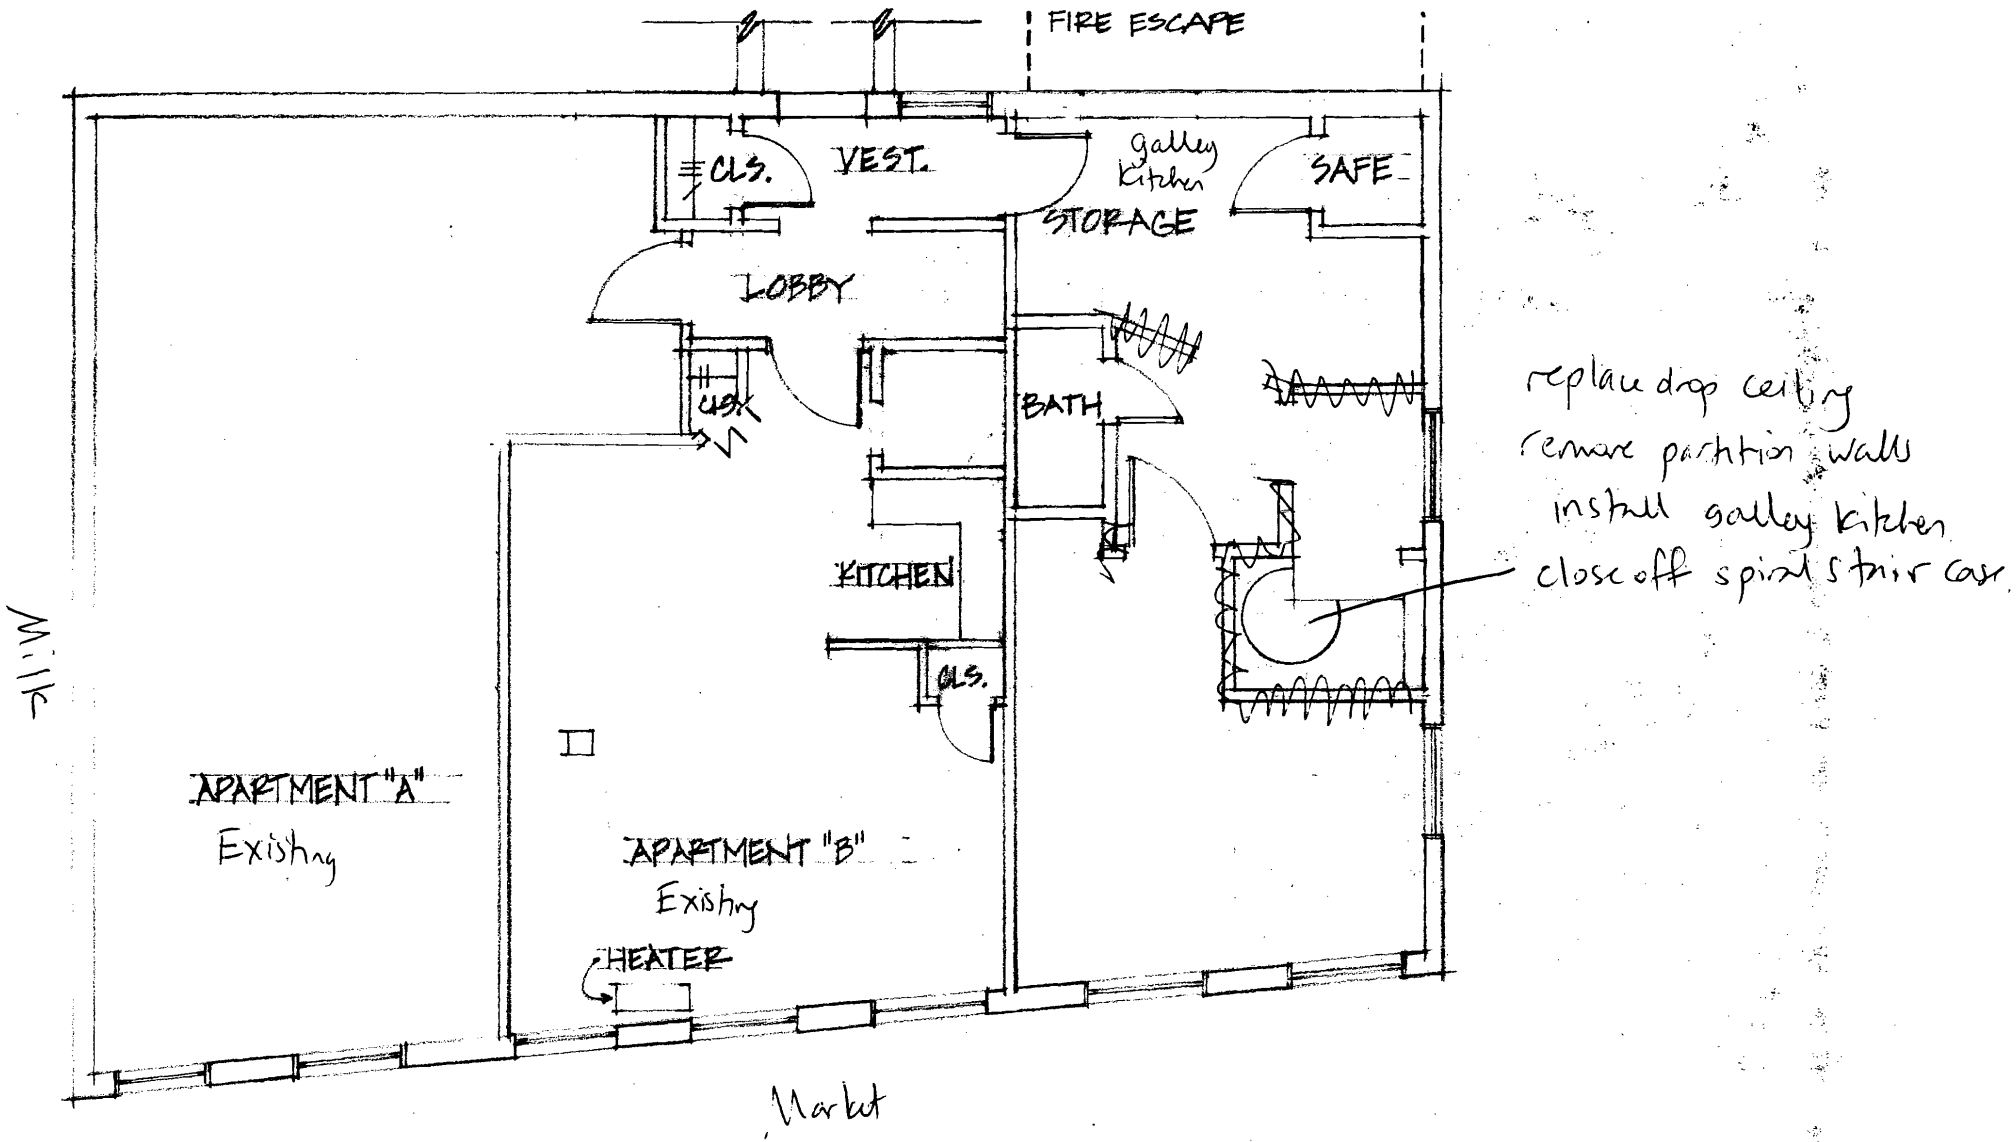 FIRE ESCAPE
CLS.
VEST.
galley
Kitchen
STORAGE
SAFE
LOBBY
BATH
replace drop ceiling
remove partition walls
install galley kitchen
close off spiral stair case.
KITCHEN
CLS.
Milk
APARTMENT "A"
Existing
APARTMENT "B"
Existing
HEATER
Market